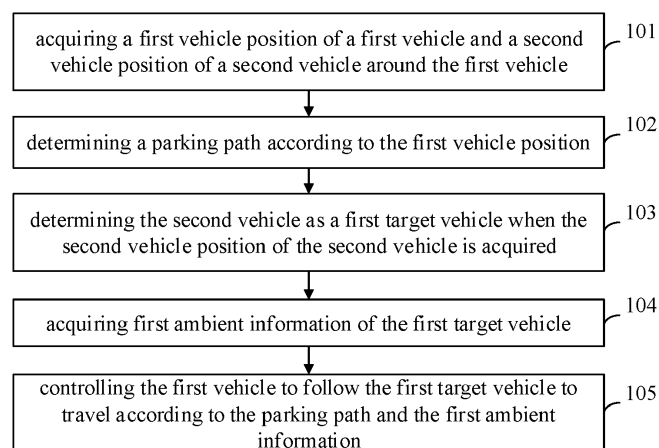 acquiring a first vehicle position of a first vehicle and a second
vehicle position of a second vehicle around the first vehicle
101
determining a parking path according to the first vehicle position
102
determining the second vehicle as a first target vehicle when the
second vehicle position of the second vehicle is acquired
103
acquiring first ambient information of the first target vehicle
104
controlling the first vehicle to follow the first target vehicle to
travel according to the parking path and the first ambient
information
105